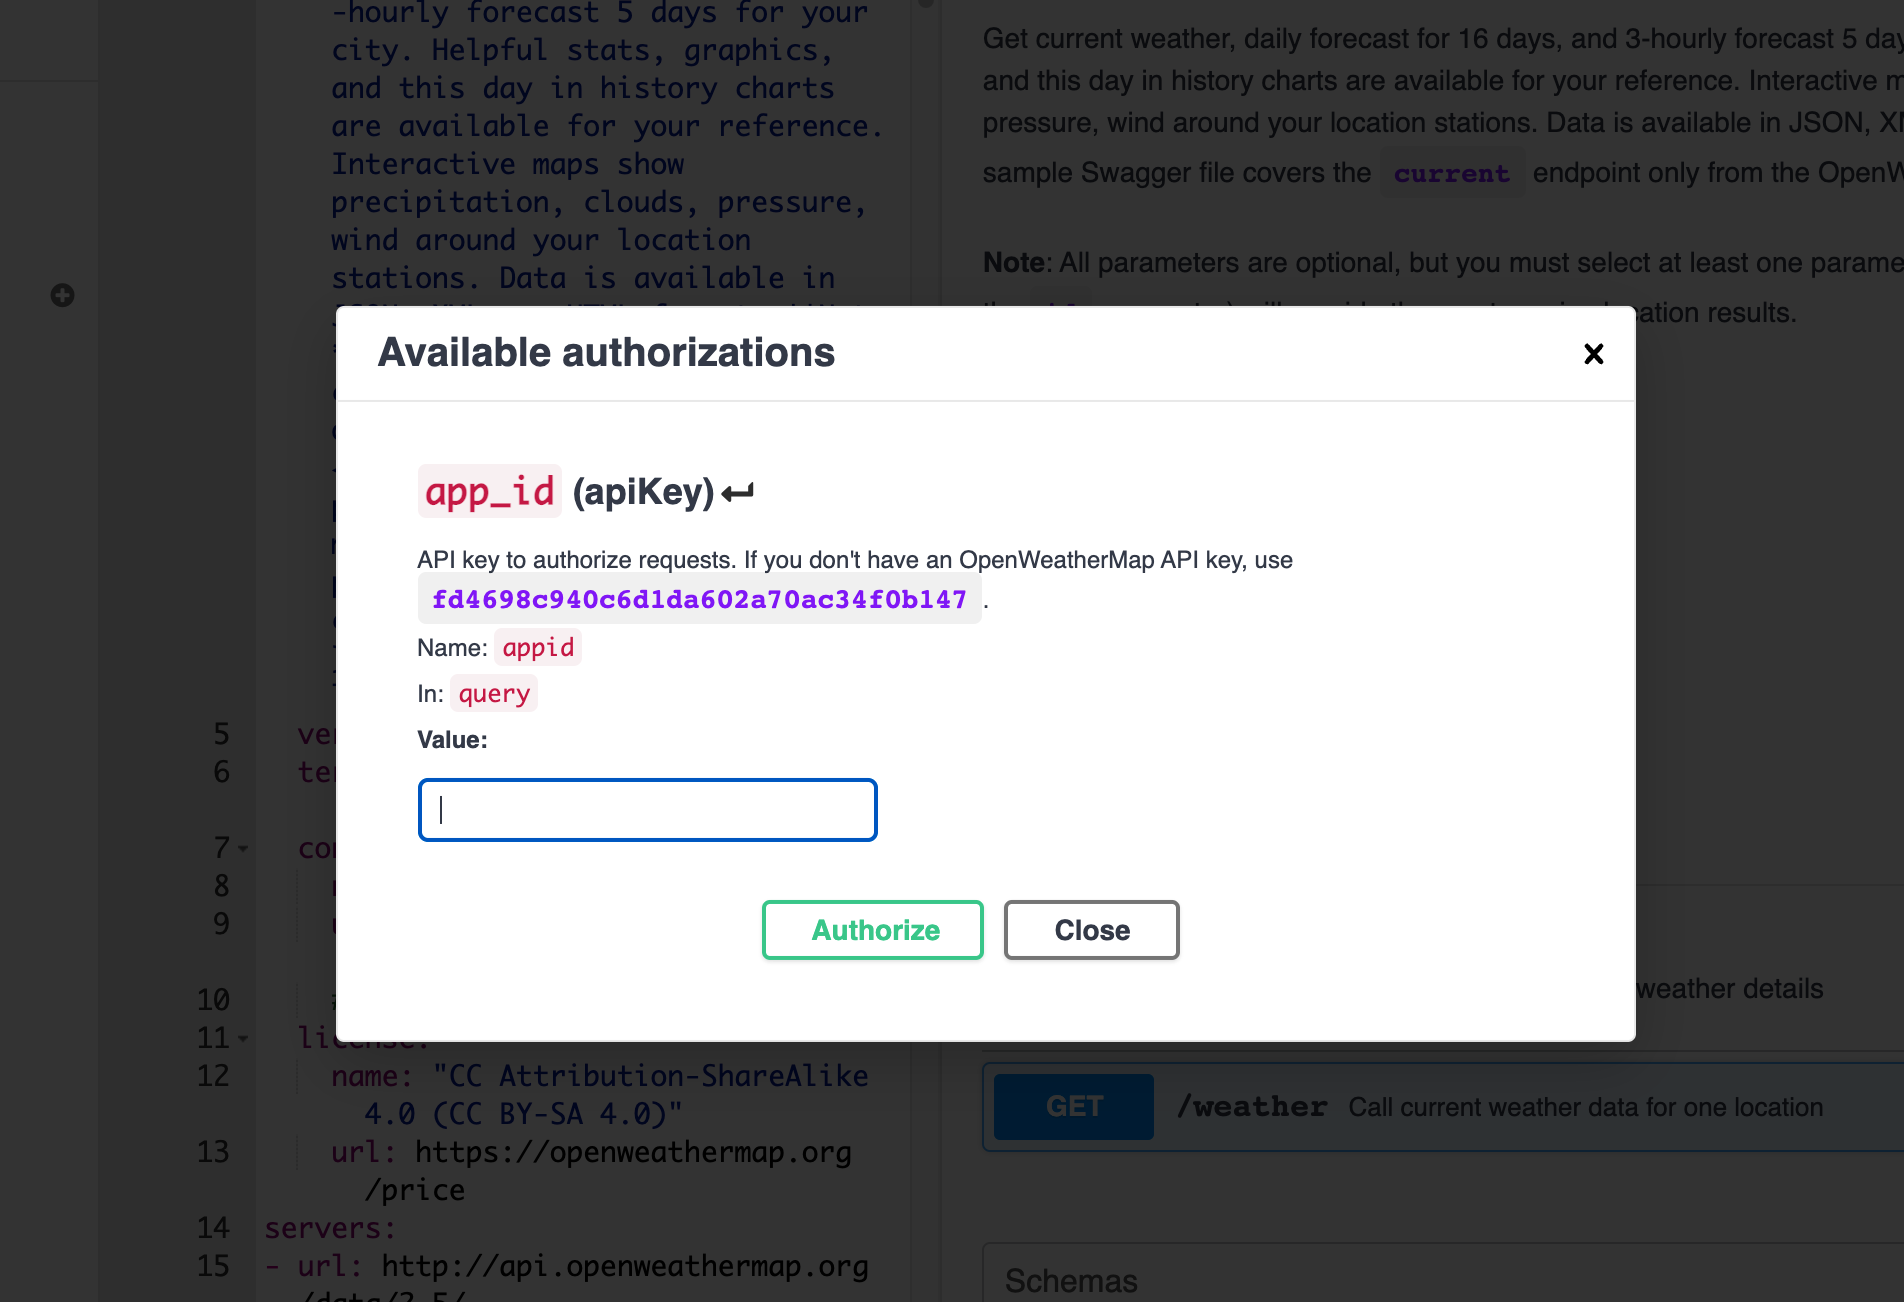 -hourly forecast 5 days for your
city. Helpful stats, graphics,
and this day in history charts
are available for your reference.
Interactive maps show
precipitation, clouds, pressure,
wind around your location
stations. Data is available in
Get current weather, daily forecast for 16 days, and 3-hourly forecast 5
and this day in history charts are available for your reference. Interactive
pressure, wind around your location stations. Data is available in JSON,
sample Swagger file covers the current endpoint only from the
Note: All parameters are optional, but you must select at least one
ation results.
Available authorizations
app_id (apiKey)
API key to authorize requests. If you don't have an OpenWeatherMap API key, use
fd4698c940c6d1da602a70ac34f0b147.
Name: appid
In: query
Value:
Authorize
Close
5 ver
6 ter
7 con
8
9
10 #
11 license:
12 name: "CC Attribution-ShareAlike
4.0 (CC BY-SA 4.0)"
13 url: https://openweathermap.org
/price
14 servers:
15 - url: http://api.openweathermap.org
/data/2.5/
weather details
GET /weather Call current weather data for one location
Schemas